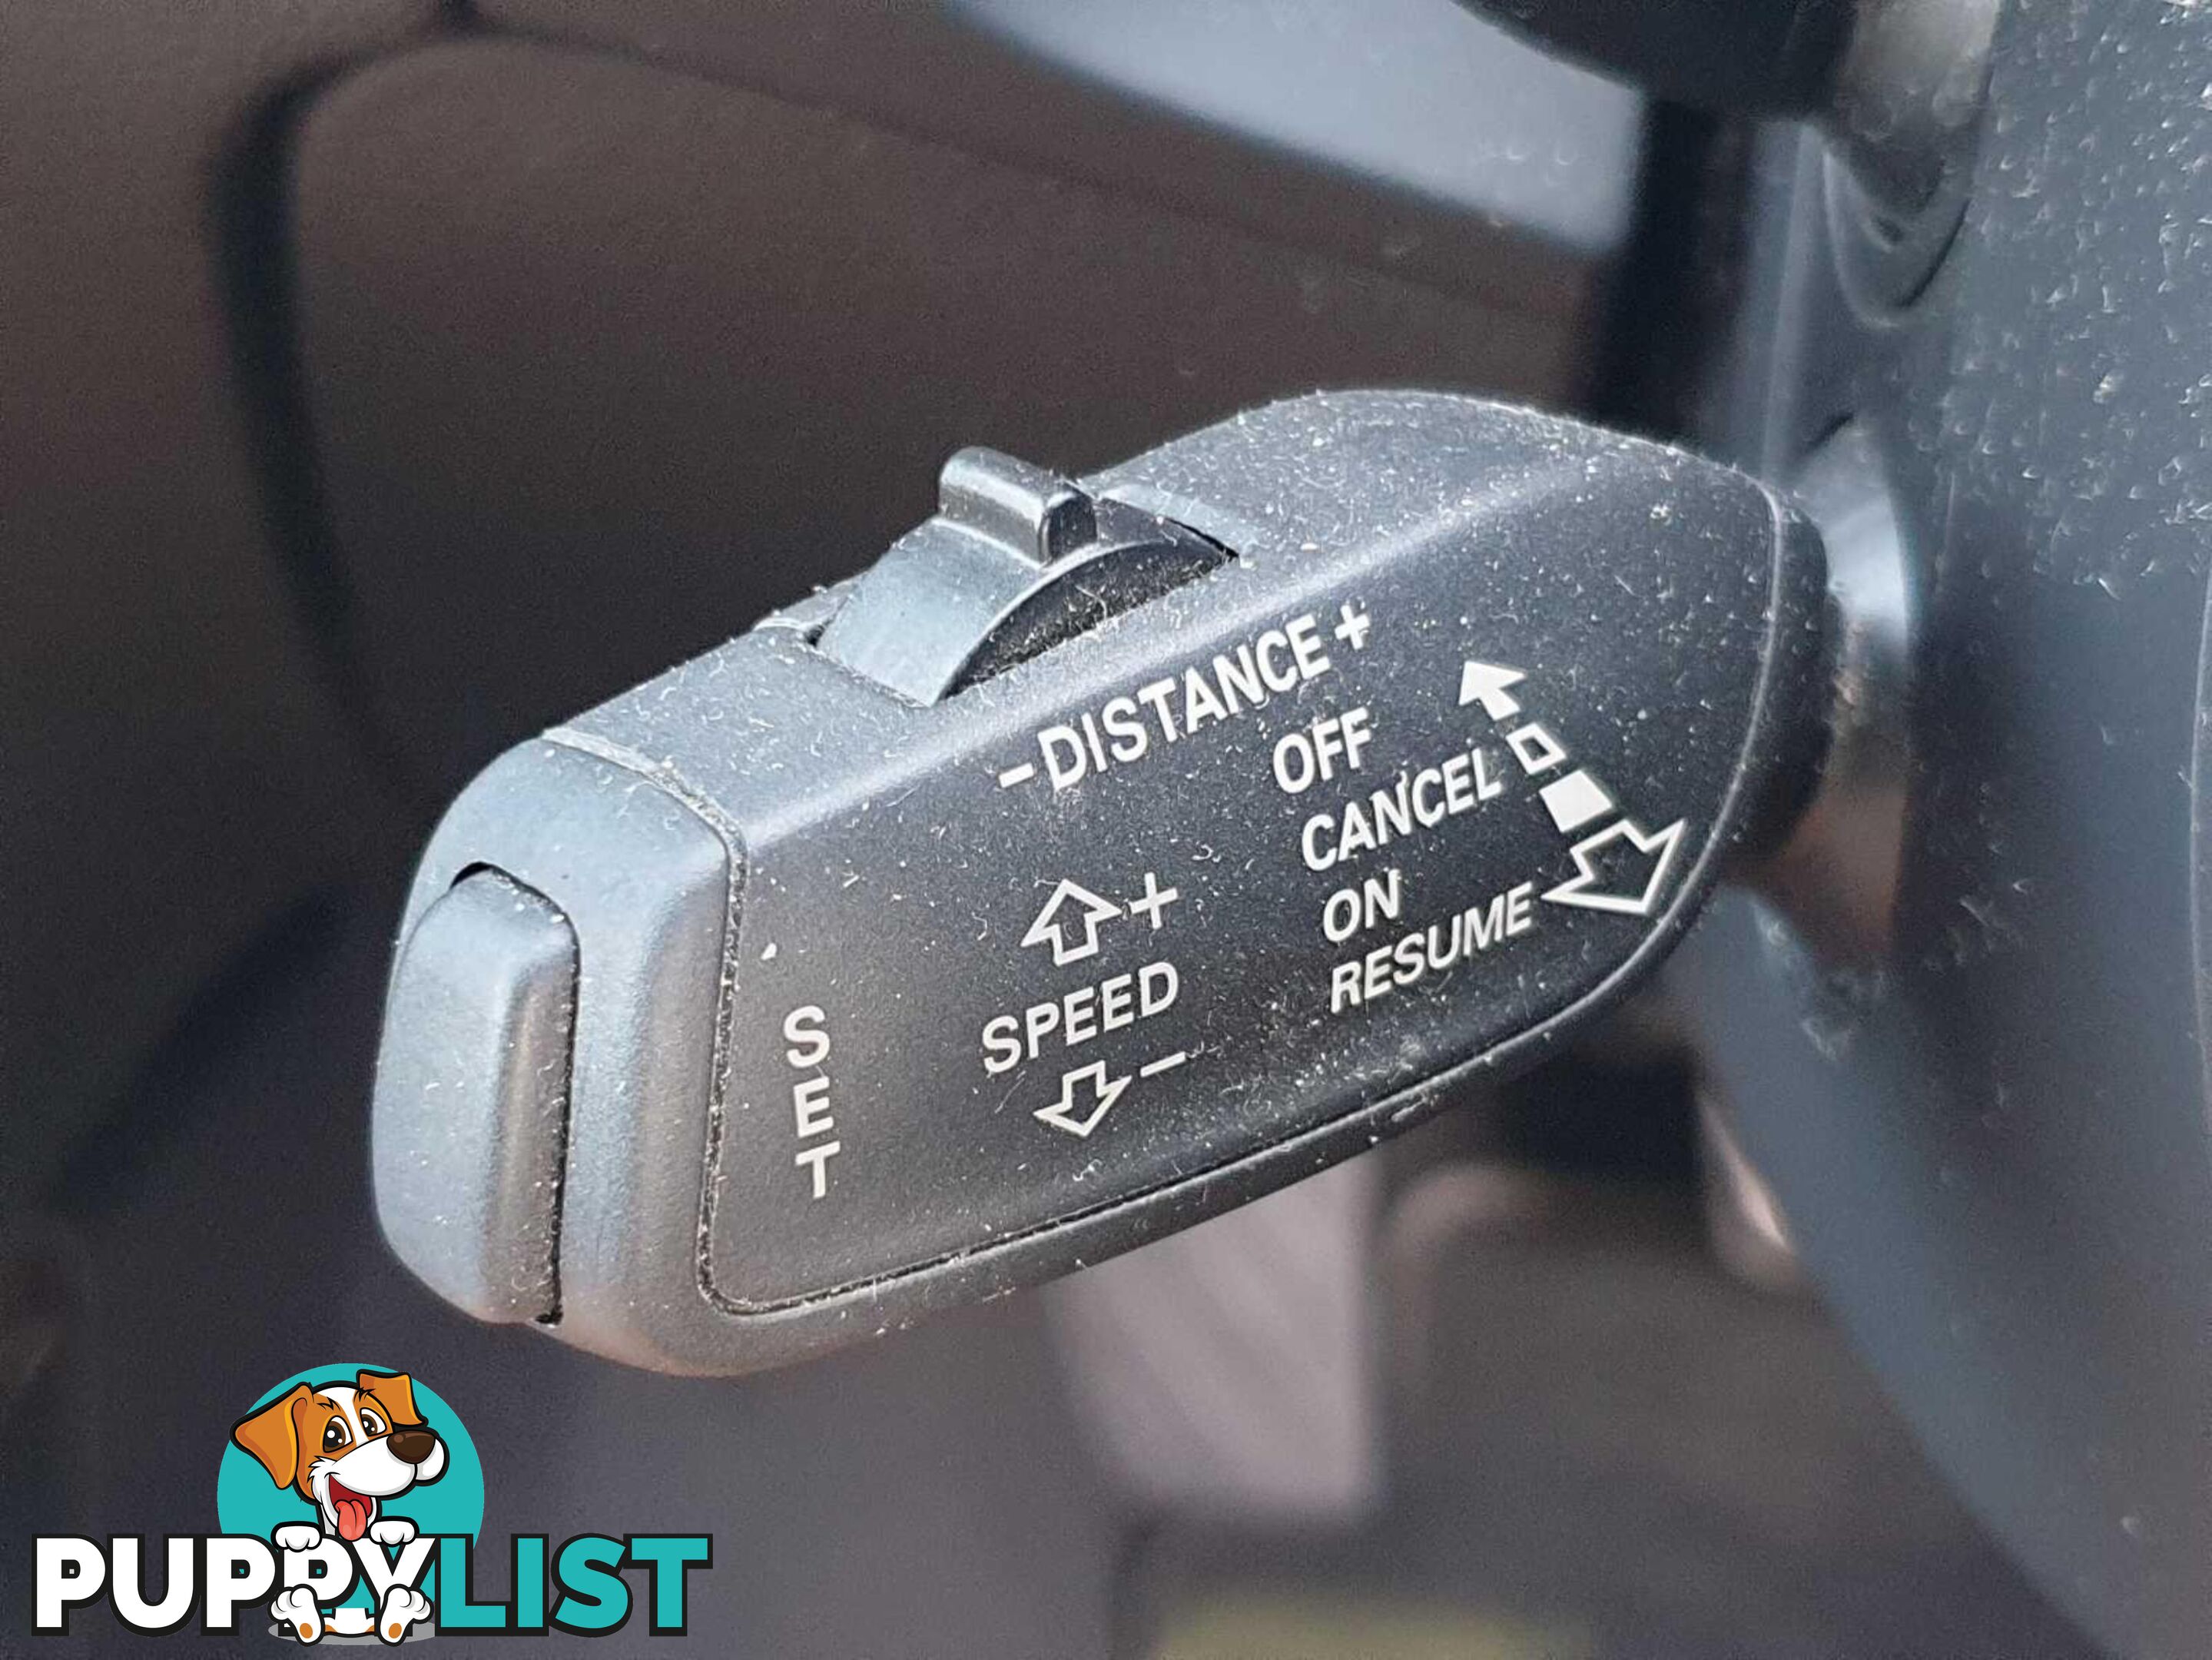 - DISTANCE +
OFF
CANCEL
ON
RESUME
+
SPEED
-
SET
PUPPYLIST